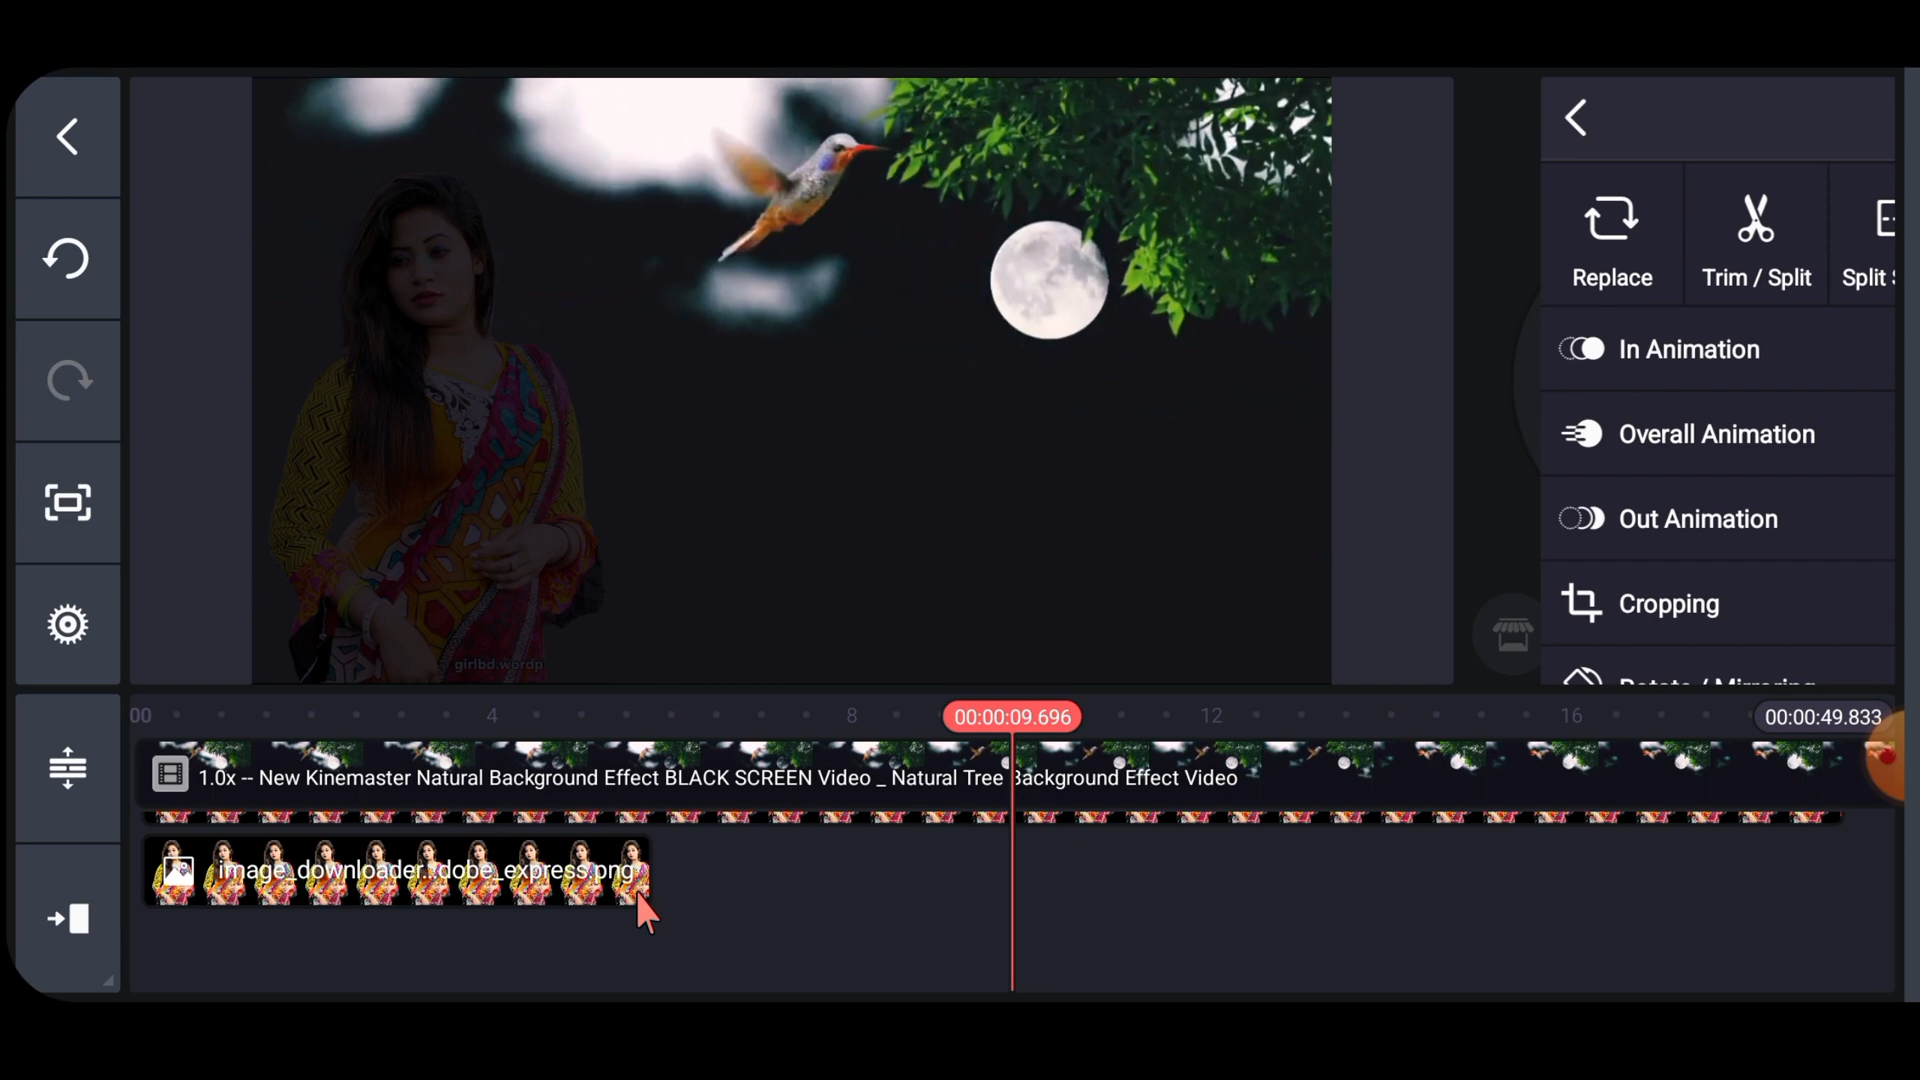 Replace
Trim / Split
Split
In Animation
Overall Animation
Out Animation
Cropping
Rotate / Mirroring
girlbd.wordp
00
4
8
00:00:09.696
12
16
00:00:49.833
1.0x -- New Kinemaster Natural Background Effect BLACK SCREEN Video _ Natural Tree Background Effect Video
image_downloader...dobe_express.png